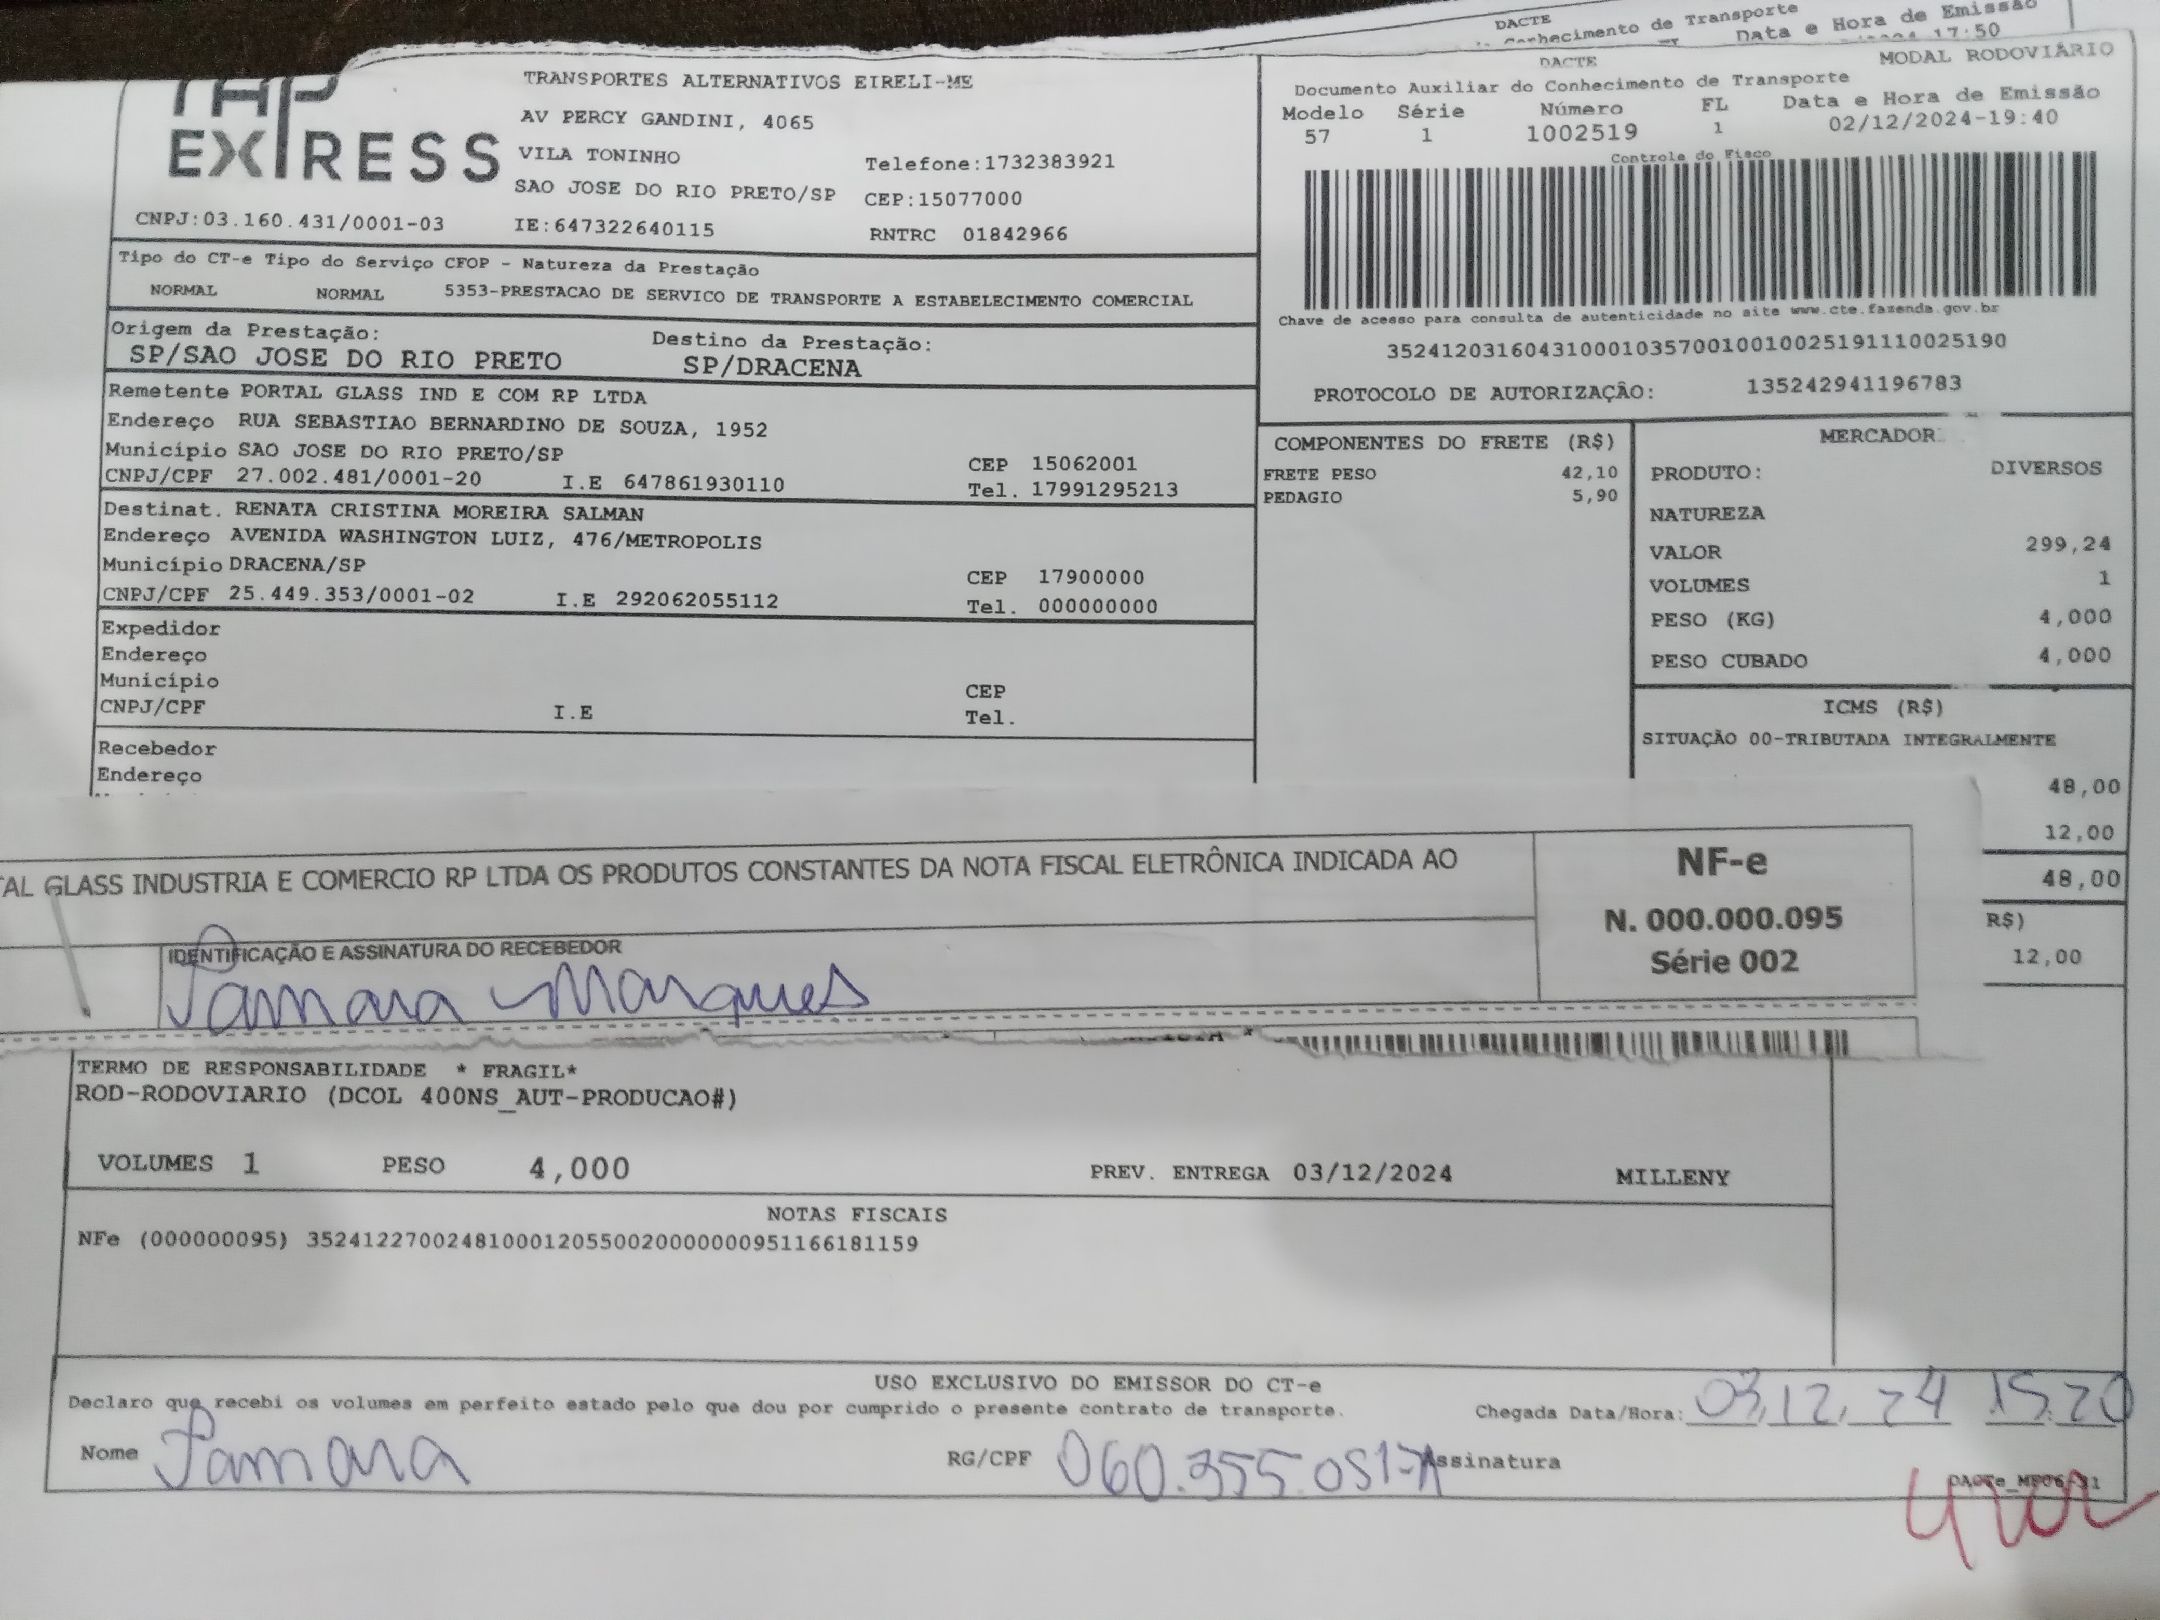 DACTE
Conhecimento de Transporte
Data e Hora de Emissão
17:50
EXPRESS
TRANSPORTES ALTERNATIVOS EIRELI-ME
AV PERCY GANDINI, 4065
VILA TONINHO Telefone:1732383921
SAO JOSE DO RIO PRETO/SP CEP:15077000
CNPJ:03.160.431/0001-03 IE:647322640115 RNTRC 01842966
DACTE MODAL RODOVIÁRIO
Documento Auxiliar do Conhecimento de Transporte
Modelo Série Número FL Data e Hora de Emissão
57 1 1002519 1 02/12/2024-19:40
Controle do Fisco
Chave de acesso para consulta de autenticidade no site www.cte.fazenda.gov.br
35241203160431000103570010010025191110025190
PROTOCOLO DE AUTORIZAÇÃO: 135242941196783
Tipo do CT-e Tipo do Serviço CFOP - Natureza da Prestação
NORMAL NORMAL 5353-PRESTACAO DE SERVICO DE TRANSPORTE A ESTABELECIMENTO COMERCIAL
Origem da Prestação: Destino da Prestação:
SP/SAO JOSE DO RIO PRETO SP/DRACENA
Remetente PORTAL GLASS IND E COM RP LTDA
Endereço RUA SEBASTIAO BERNARDINO DE SOUZA, 1952
Município SAO JOSE DO RIO PRETO/SP CEP 15062001
CNPJ/CPF 27.002.481/0001-20 I.E 647861930110 Tel. 17991295213
Destinat. RENATA CRISTINA MOREIRA SALMAN
Endereço AVENIDA WASHINGTON LUIZ, 476/METROPOLIS
Município DRACENA/SP CEP 17900000
CNPJ/CPF 25.449.353/0001-02 I.E 292062055112 Tel. 000000000
Expedidor
Endereço
Município CEP
CNPJ/CPF I.E Tel.
Recebedor
Endereço
COMPONENTES DO FRETE (R$)
FRETE PESO 42,10
PEDAGIO 5,90
MERCADOR
PRODUTO: DIVERSOS
NATUREZA
VALOR 299,24
VOLUMES 1
PESO (KG) 4,000
PESO CUBADO 4,000
ICMS (R$)
SITUAÇÃO 00-TRIBUTADA INTEGRALMENTE
48,00
12,00
48,00
R$)
12,00
TAL GLASS INDUSTRIA E COMERCIO RP LTDA OS PRODUTOS CONSTANTES DA NOTA FISCAL ELETRÔNICA INDICADA AO
NF-e
N. 000.000.095
Série 002
IDENTIFICAÇÃO E ASSINATURA DO RECEBEDOR
Tamara Marques
TERMO DE RESPONSABILIDADE * FRAGIL*
ROD-RODOVIARIO (DCOL 400NS_AUT-PRODUCAO#)
VOLUMES 1 PESO 4,000 PREV. ENTREGA 03/12/2024 MILLENY
NOTAS FISCAIS
NFe (000000095) 35241227002481000120550020000000951166181159
USO EXCLUSIVO DO EMISSOR DO CT-e
Declaro que recebi os volumes em perfeito estado pelo que dou por cumprido o presente contrato de transporte. Chegada Data/Hora: 03,12,24 15:20
Nome Tamara RG/CPF 060.355.051-71 Assinatura